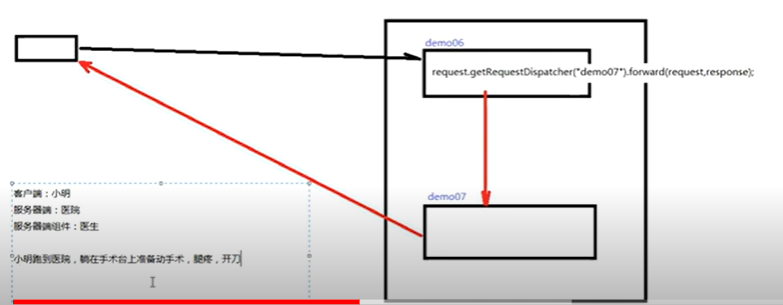 demo06
request.getRequestDispatcher("demo07").forward(request,response);
demo07
客户端：小明
服务器端：医院
服务器端组件：医生
小明跑到医院，躺在手术台上准备动手术，腿疼，开刀